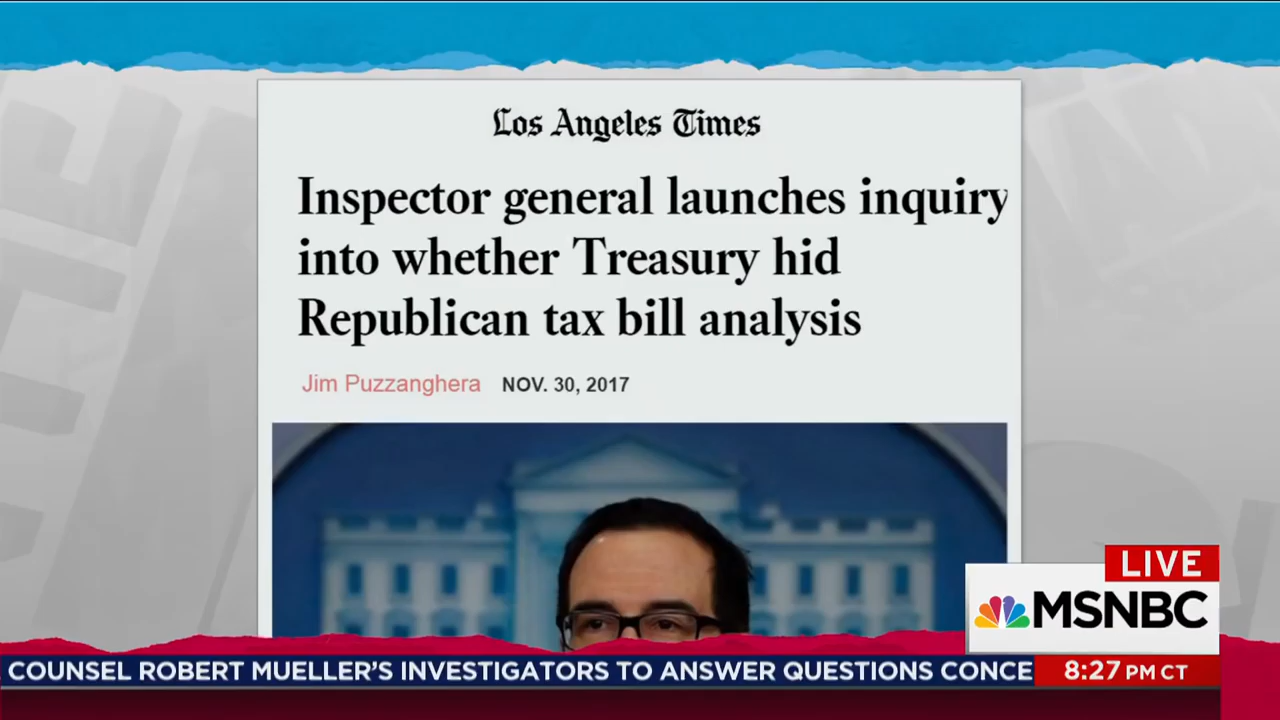 Los Angeles Times
Inspector general launches inquiry
into whether Treasury hid
Republican tax bill analysis
Jim Puzzanghera NOV. 30, 2017
LIVE
MSNBC
COUNSEL ROBERT MUELLER'S INVESTIGATORS TO ANSWER QUESTIONS CONCE
8:27 PM CT